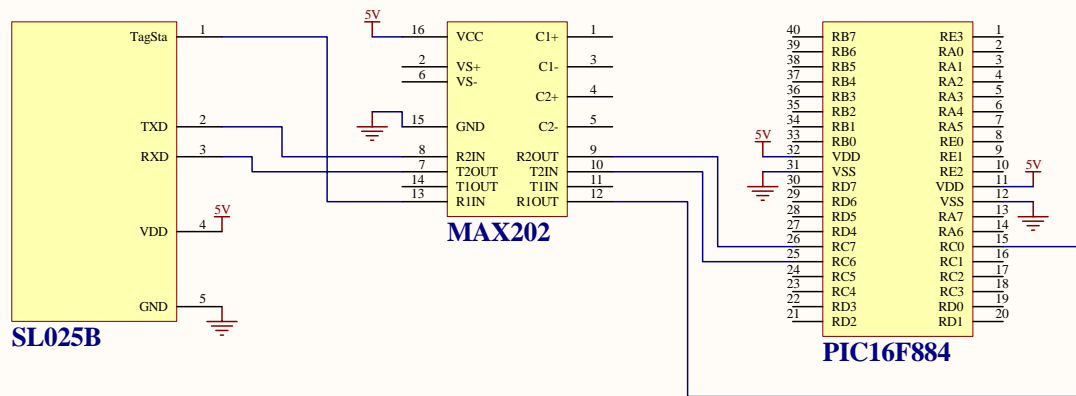 TagSta 1
TXD 2
RXD 3
5V
VDD 4
GND 5
SL025B
5V
16 VCC C1+ 1
2 VS+ C1- 3
6 VS-
C2+ 4
15 GND C2- 5
8 R2IN R2OUT 9
7 T2OUT T2IN 10
14 T1OUT T1IN 11
13 R1IN R1OUT 12
MAX202
40 RB7 RE3 1
39 RB6 RA0 2
38 RB5 RA1 3
37 RB4 RA2 4
36 RB3 RA3 5
35 RB2 RA4 6
34 RB1 RA5 7
33 RB0 RE0 8
5V
32 VDD RE1 9
31 VSS RE2 10
5V
30 RD7 VDD 11
29 RD6 VSS 12
28 RD5 RA7 13
27 RD4 RA6 14
26 RC7 RC0 15
25 RC6 RC1 16
24 RC5 RC2 17
23 RC4 RC3 18
22 RD3 RD0 19
21 RD2 RD1 20
PIC16F884